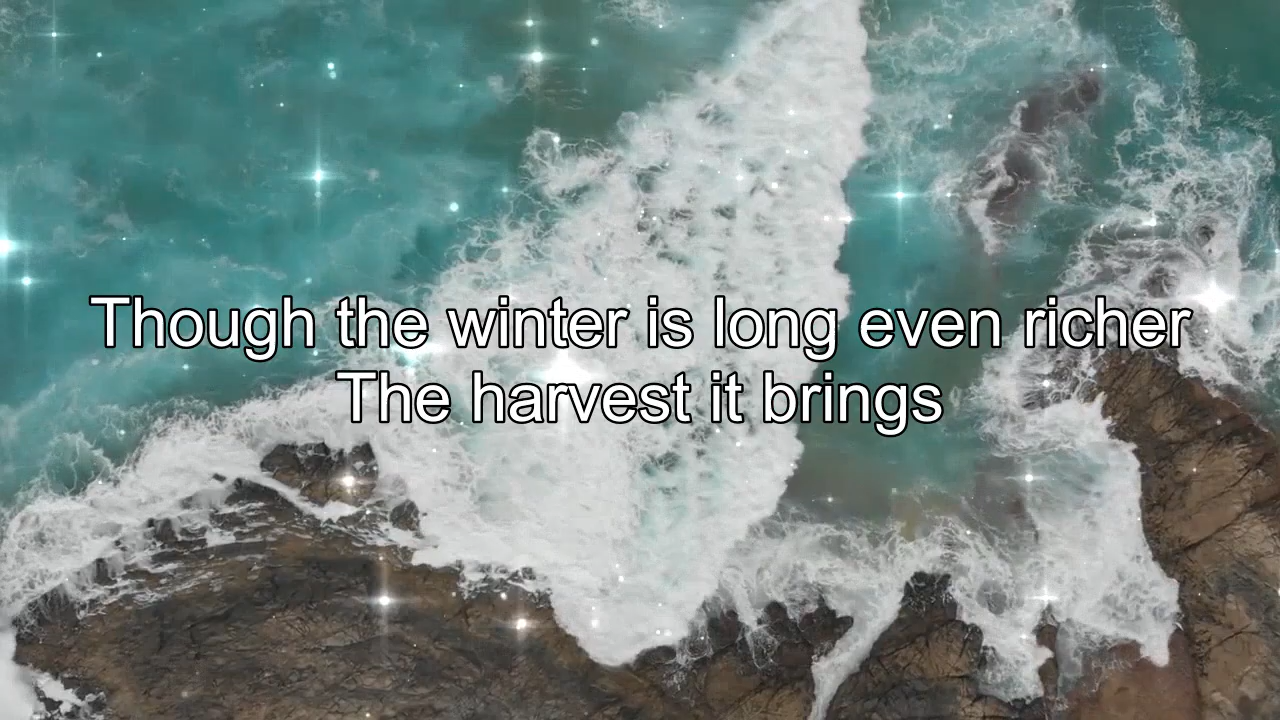 Though the winter is long even richer
The harvest it brings